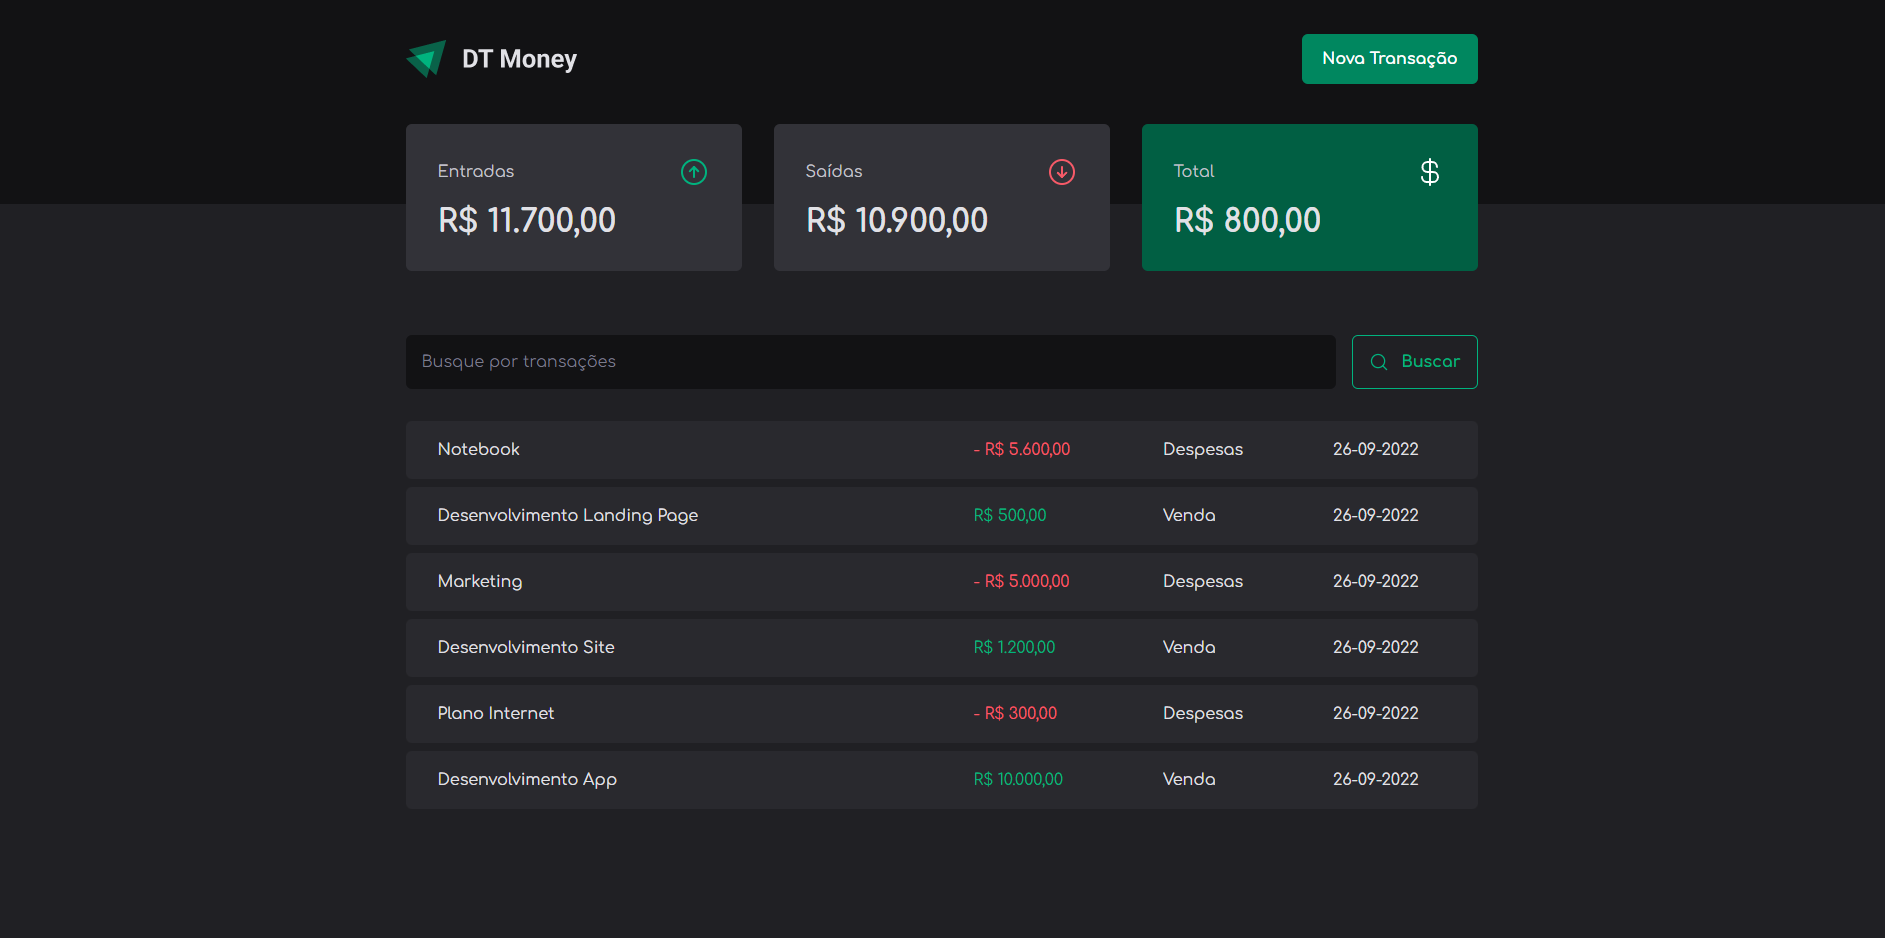 DT Money
Nova Transação
Entradas
R$ 11.700,00
Saídas
R$ 10.900,00
Total
$
R$ 800,00
Busque por transações
Buscar
Notebook - R$ 5.600,00 Despesas 26-09-2022
Desenvolvimento Landing Page R$ 500,00 Venda 26-09-2022
Marketing - R$ 5.000,00 Despesas 26-09-2022
Desenvolvimento Site R$ 1.200,00 Venda 26-09-2022
Plano Internet - R$ 300,00 Despesas 26-09-2022
Desenvolvimento App R$ 10.000,00 Venda 26-09-2022